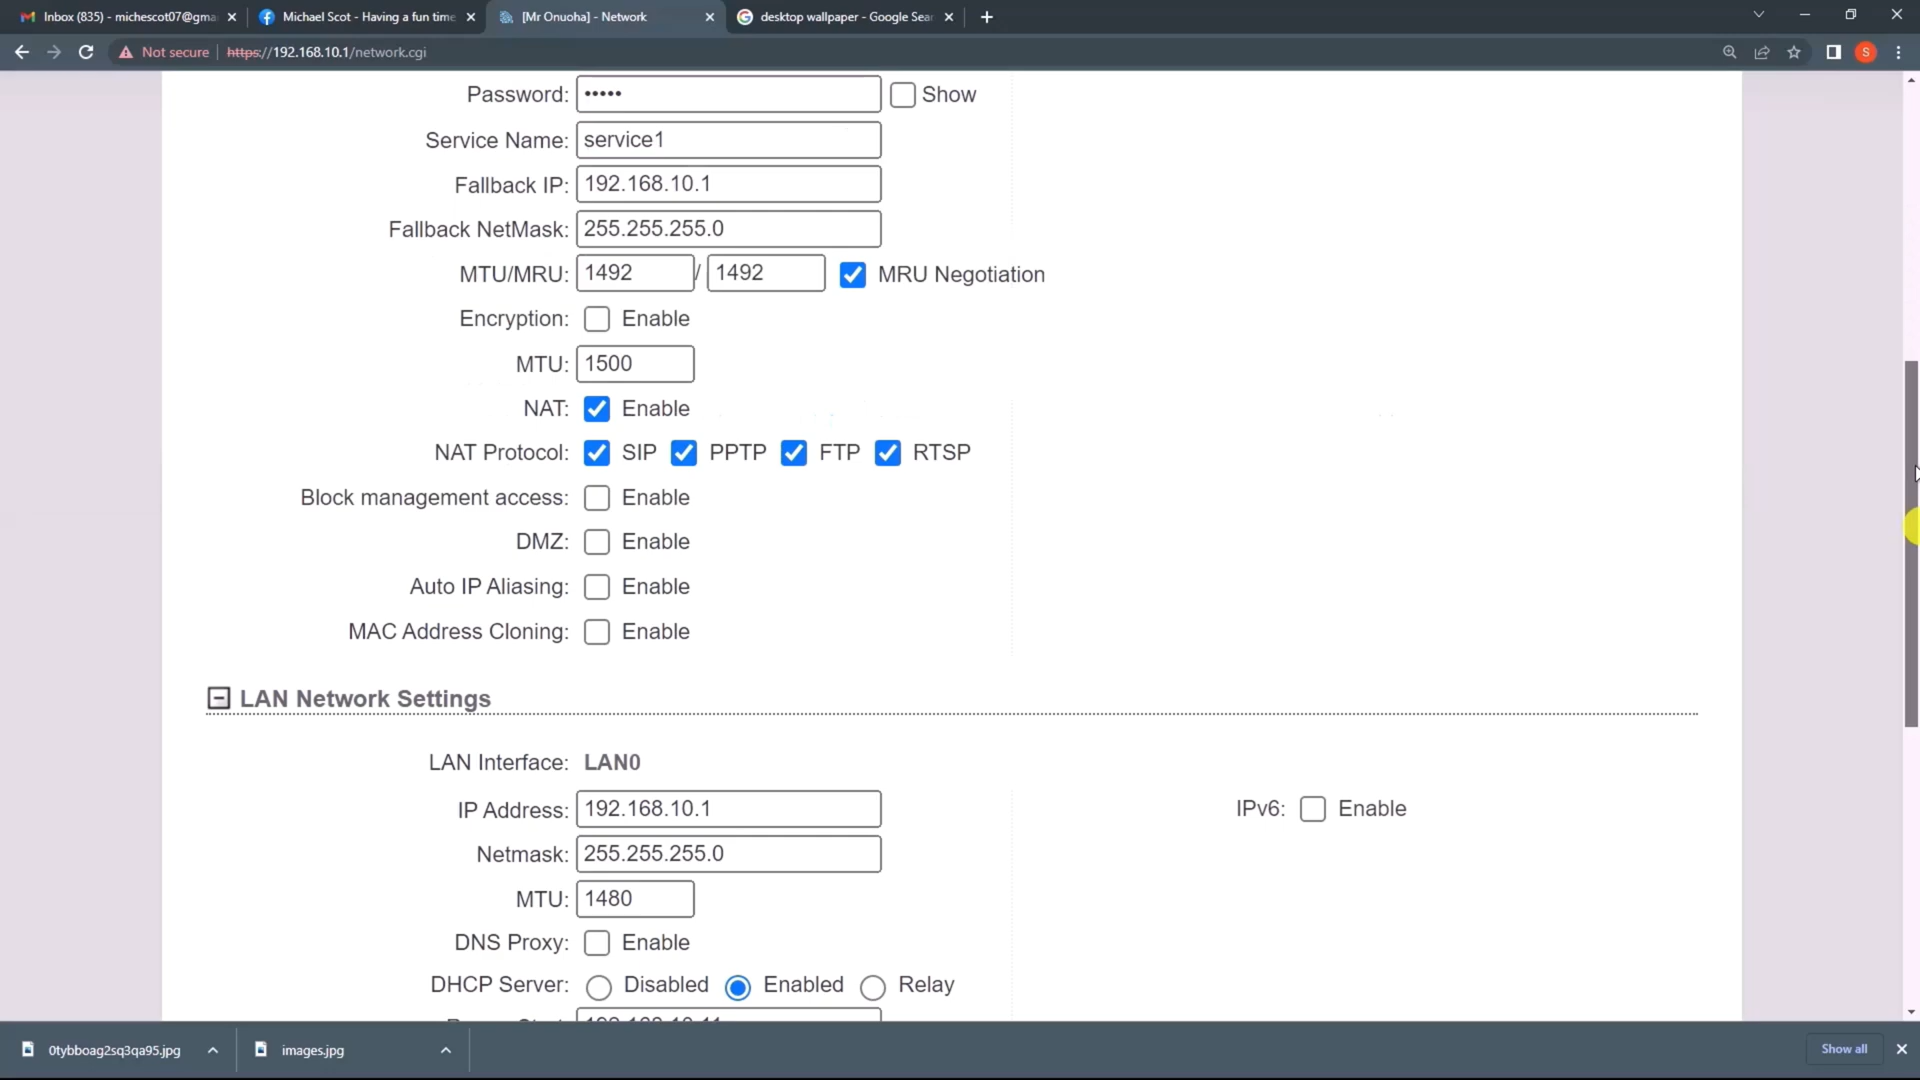 Inbox (835) - michescot07@gma
Michael Scot - Having a fun time
[Mr Onuoha] - Network
desktop wallpaper - Google Sear
Not secure
https://192.168.10.1/network.cgi
S
Password: •••••
Show
Service Name: service1
Fallback IP: 192.168.10.1
Fallback NetMask: 255.255.255.0
MTU/MRU: 1492 / 1492 MRU Negotiation
Encryption: Enable
MTU: 1500
NAT: Enable
NAT Protocol: SIP PPTP FTP RTSP
Block management access: Enable
DMZ: Enable
Auto IP Aliasing: Enable
MAC Address Cloning: Enable
LAN Network Settings
LAN Interface: LAN0
IP Address: 192.168.10.1
IPv6: Enable
Netmask: 255.255.255.0
MTU: 1480
DNS Proxy: Enable
DHCP Server: Disabled Enabled Relay
0tybboag2sq3qa95.jpg
images.jpg
Show all